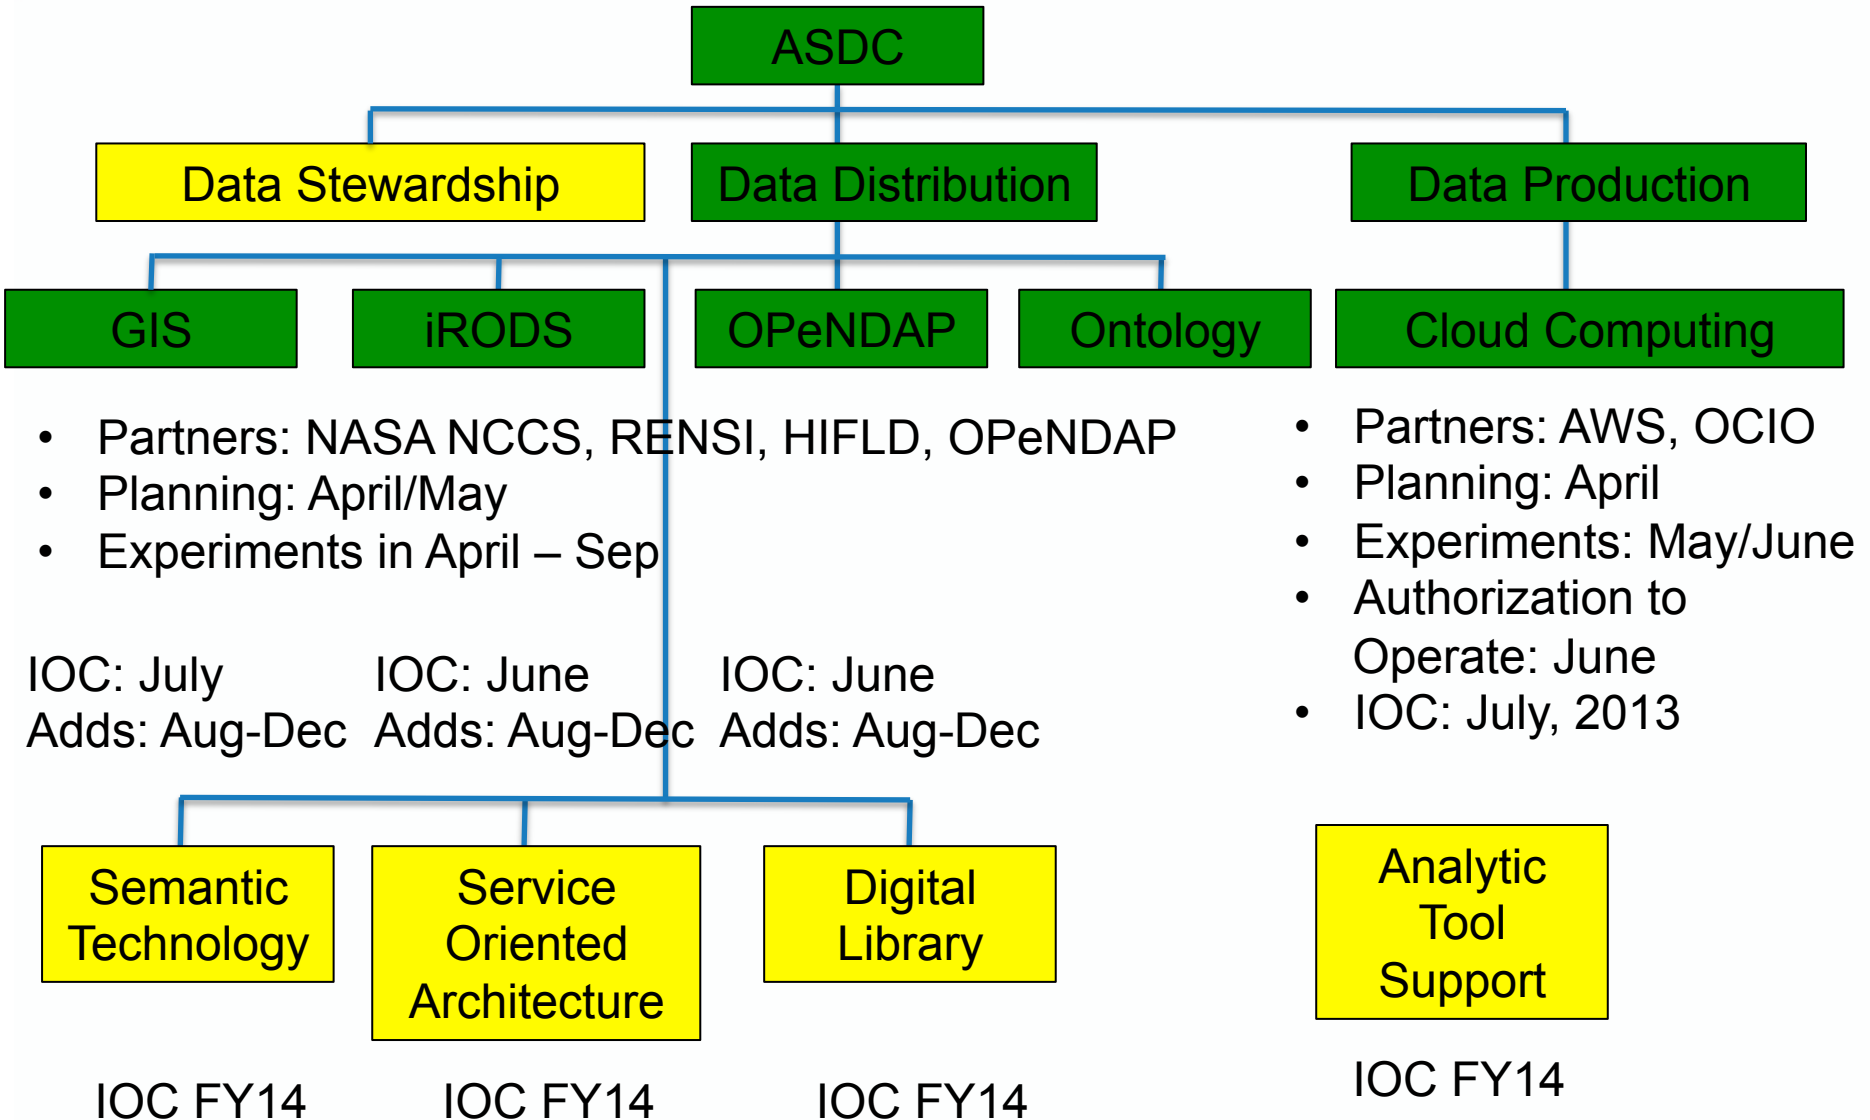 ASDC
Data Stewardship
Data Distribution
Data Production
GIS
iRODS
OPeNDAP
Ontology
Cloud Computing
• Partners: NASA NCCS, RENSI, HIFLD, OPeNDAP
• Planning: April/May
• Experiments in April – Sep
• Partners: AWS, OCIO
• Planning: April
• Experiments: May/June
• Authorization to
Operate: June
• IOC: July, 2013
IOC: July
Adds: Aug-Dec
IOC: June
Adds: Aug-Dec
IOC: June
Adds: Aug-Dec
Semantic
Technology
Service
Oriented
Architecture
Digital
Library
Analytic
Tool
Support
IOC FY14
IOC FY14
IOC FY14
IOC FY14